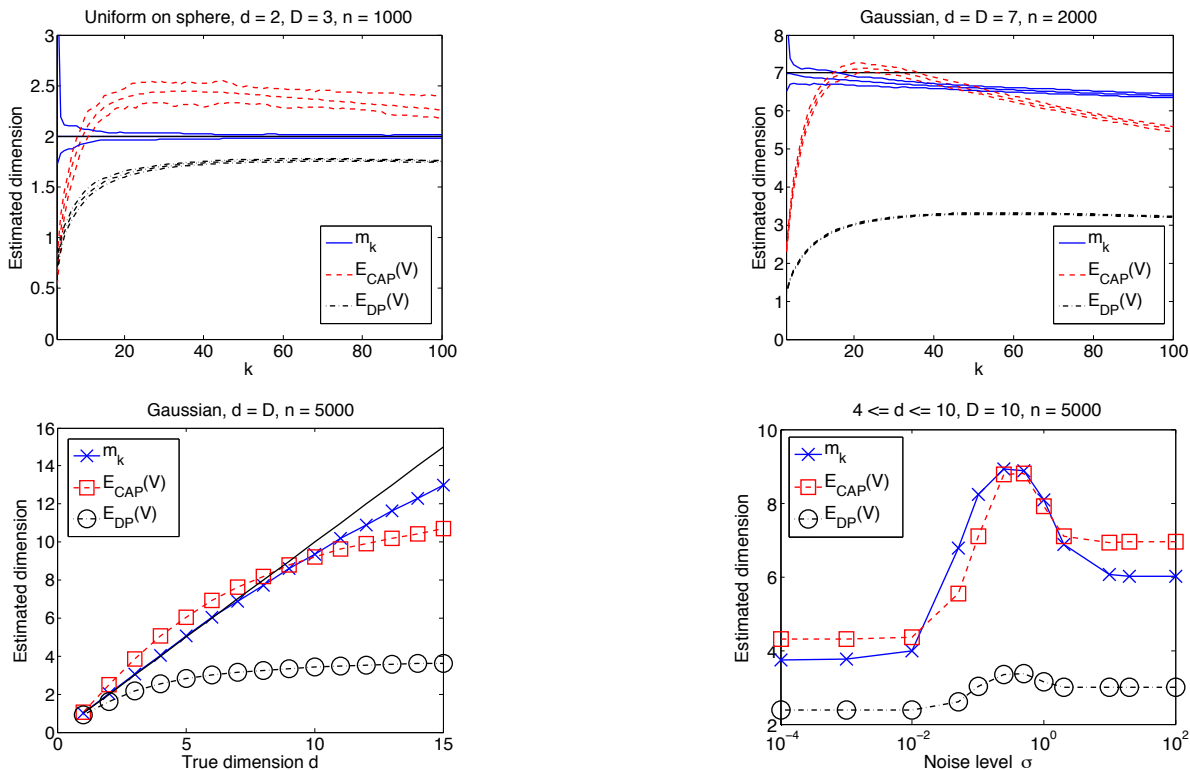 Uniform on sphere, d = 2, D = 3, n = 1000
Estimated dimension
3
2.5
2
1.5
1
0.5
0
20
40
60
80
100
k
m_k
E_CAP(V)
E_DP(V)
Gaussian, d = D = 7, n = 2000
Estimated dimension
8
7
6
5
4
3
2
1
0
20
40
60
80
100
k
m_k
E_CAP(V)
E_DP(V)
Gaussian, d = D, n = 5000
Estimated dimension
16
14
12
10
8
6
4
2
0
0
5
10
15
True dimension d
m_k
E_CAP(V)
E_DP(V)
4 <= d <= 10, D = 10, n = 5000
Estimated dimension
10
8
6
4
2
10^-4
10^-2
10^0
10^2
Noise level σ
m_k
E_CAP(V)
E_DP(V)